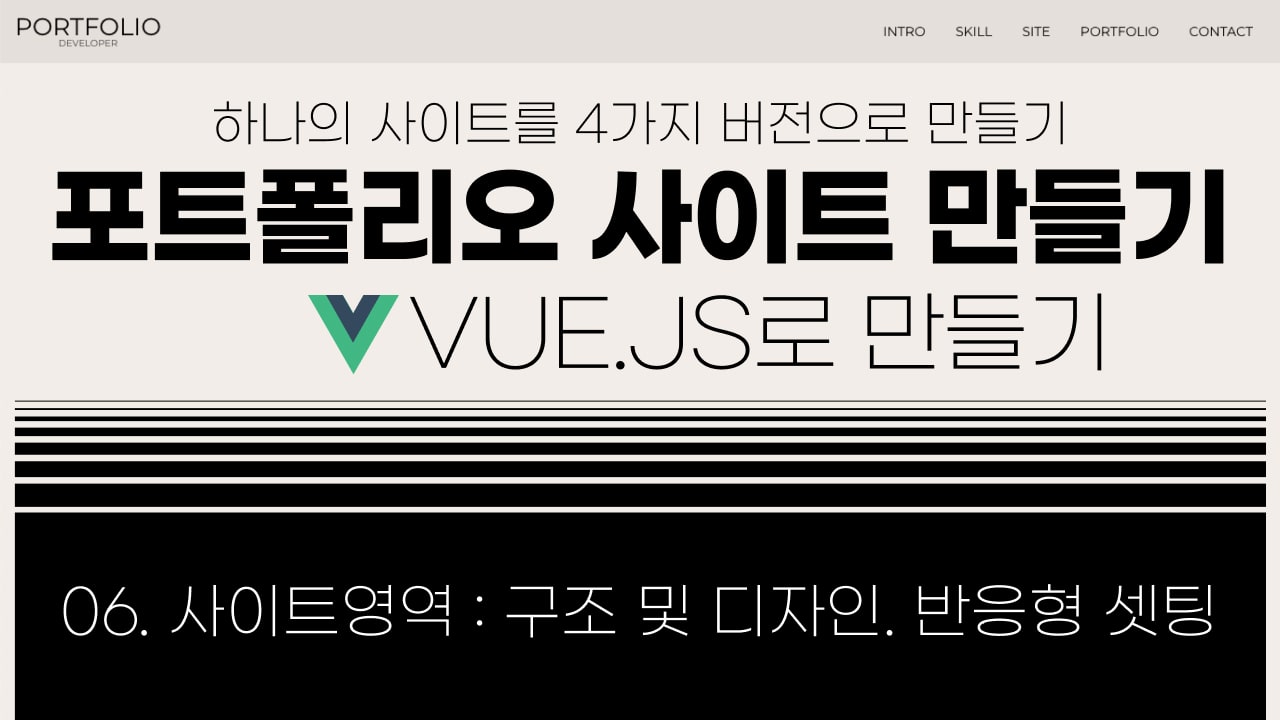 PORTFOLIO
DEVELOPER
INTRO SKILL SITE PORTFOLIO CONTACT
하나의 사이트를 4가지 버전으로 만들기
포트폴리오 사이트 만들기
VUE.JS로 만들기
06. 사이트영역 : 구조 및 디자인. 반응형 셋팅